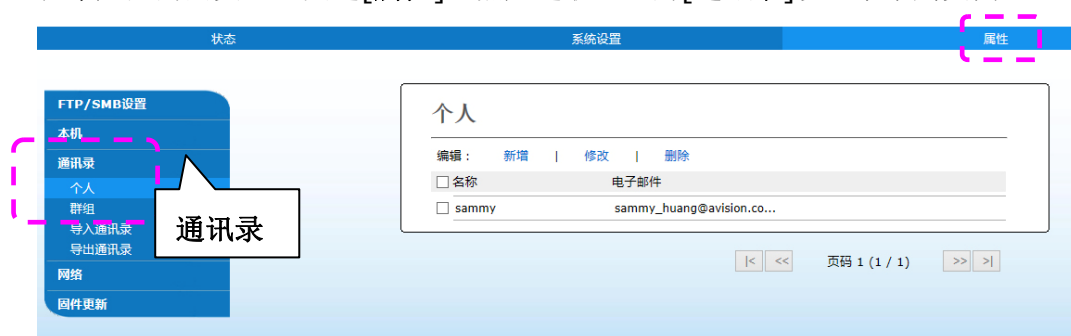 状态 系统设置 属性
FTP/SMB设置
本机
通讯录
个人
群组
导入通讯录
导出通讯录
网络
固件更新
通讯录
个人
编辑： 新增 | 修改 | 删除
名称 电子邮件
sammy sammy_huang@avision.co...
|< << 页码 1 (1 / 1) >> >|